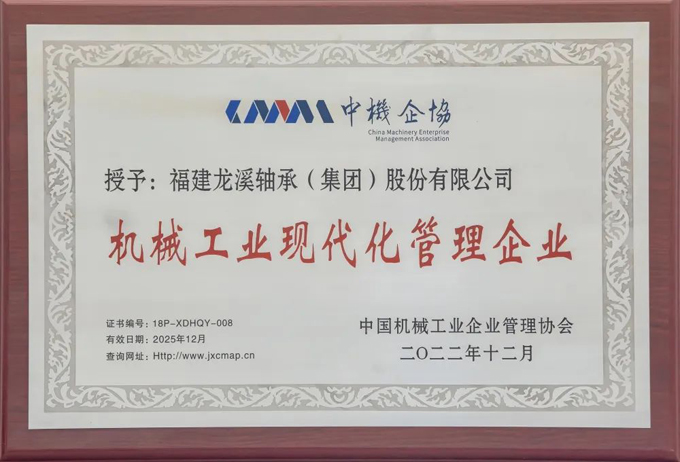 CMMA 中機企協
China Machinery Enterprise
Management Association
授予：福建龙溪轴承（集团）股份有限公司
机械工业现代化管理企业
证书编号：18P-XDHQY-008
有效日期：2025年12月
查询网址：Http://www.jxcmap.cn
中国机械工业企业管理协会
二〇二二年十二月